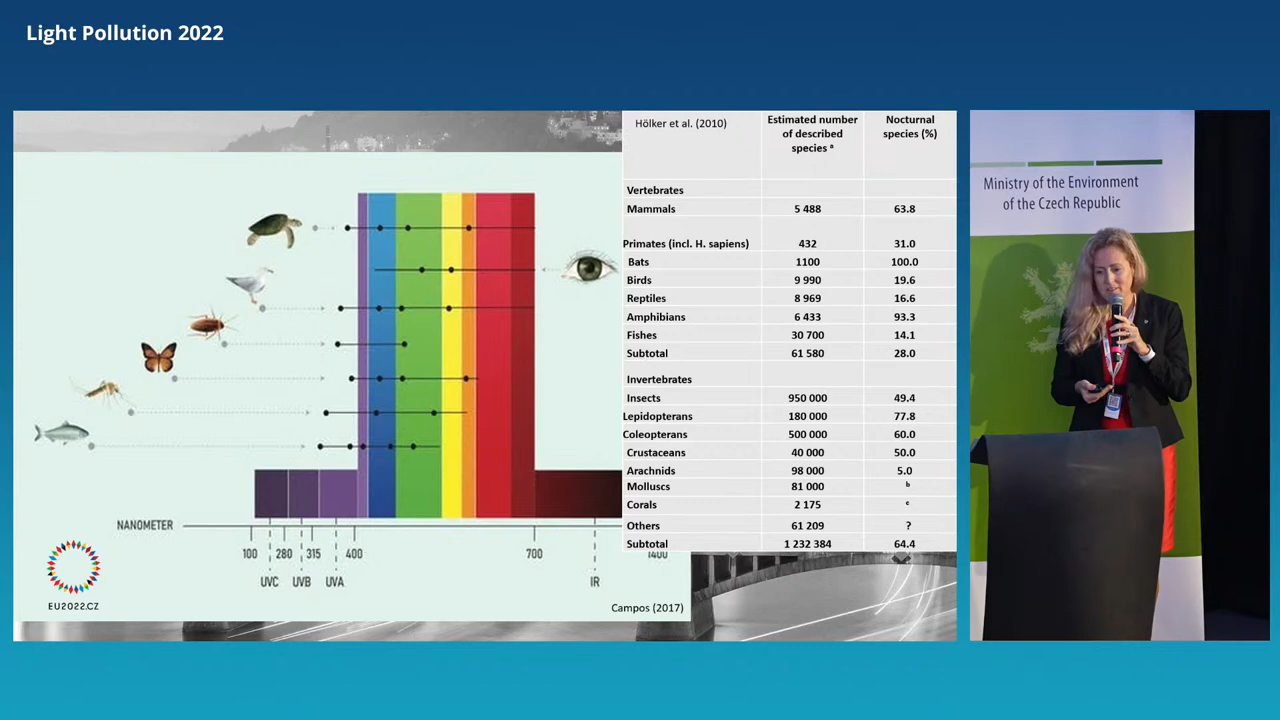 Light Pollution 2022
Hölker et al. (2010)
Estimated number of described species ᵃ
Nocturnal species (%)
Vertebrates
Mammals 5 488 63.8
Primates (incl. H. sapiens) 432 31.0
Bats 1100 100.0
Birds 9 990 19.6
Reptiles 8 969 16.6
Amphibians 6 433 93.3
Fishes 30 700 14.1
Subtotal 61 580 28.0
Invertebrates
Insects 950 000 49.4
Lepidopterans 180 000 77.8
Coleopterans 500 000 60.0
Crustaceans 40 000 50.0
Arachnids 98 000 5.0
Molluscs 81 000 ᵇ
Corals 2 175 ᶜ
Others 61 209 ?
Subtotal 1 232 384 64.4
NANOMETER
100 280 315 400 700 1400
UVC UVB UVA IR
EU2022.CZ
Campos (2017)
Ministry of the Environment
of the Czech Republic